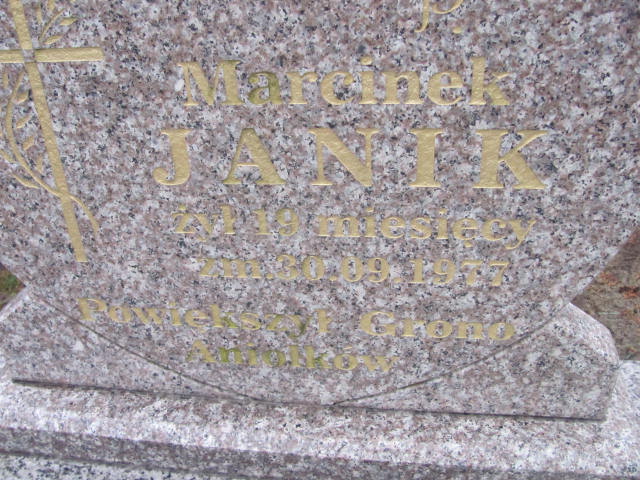 p.
Marcinek
JANIK
żył 19 miesięcy
zm.30.09.1977
Powiększył Grono
Aniołków